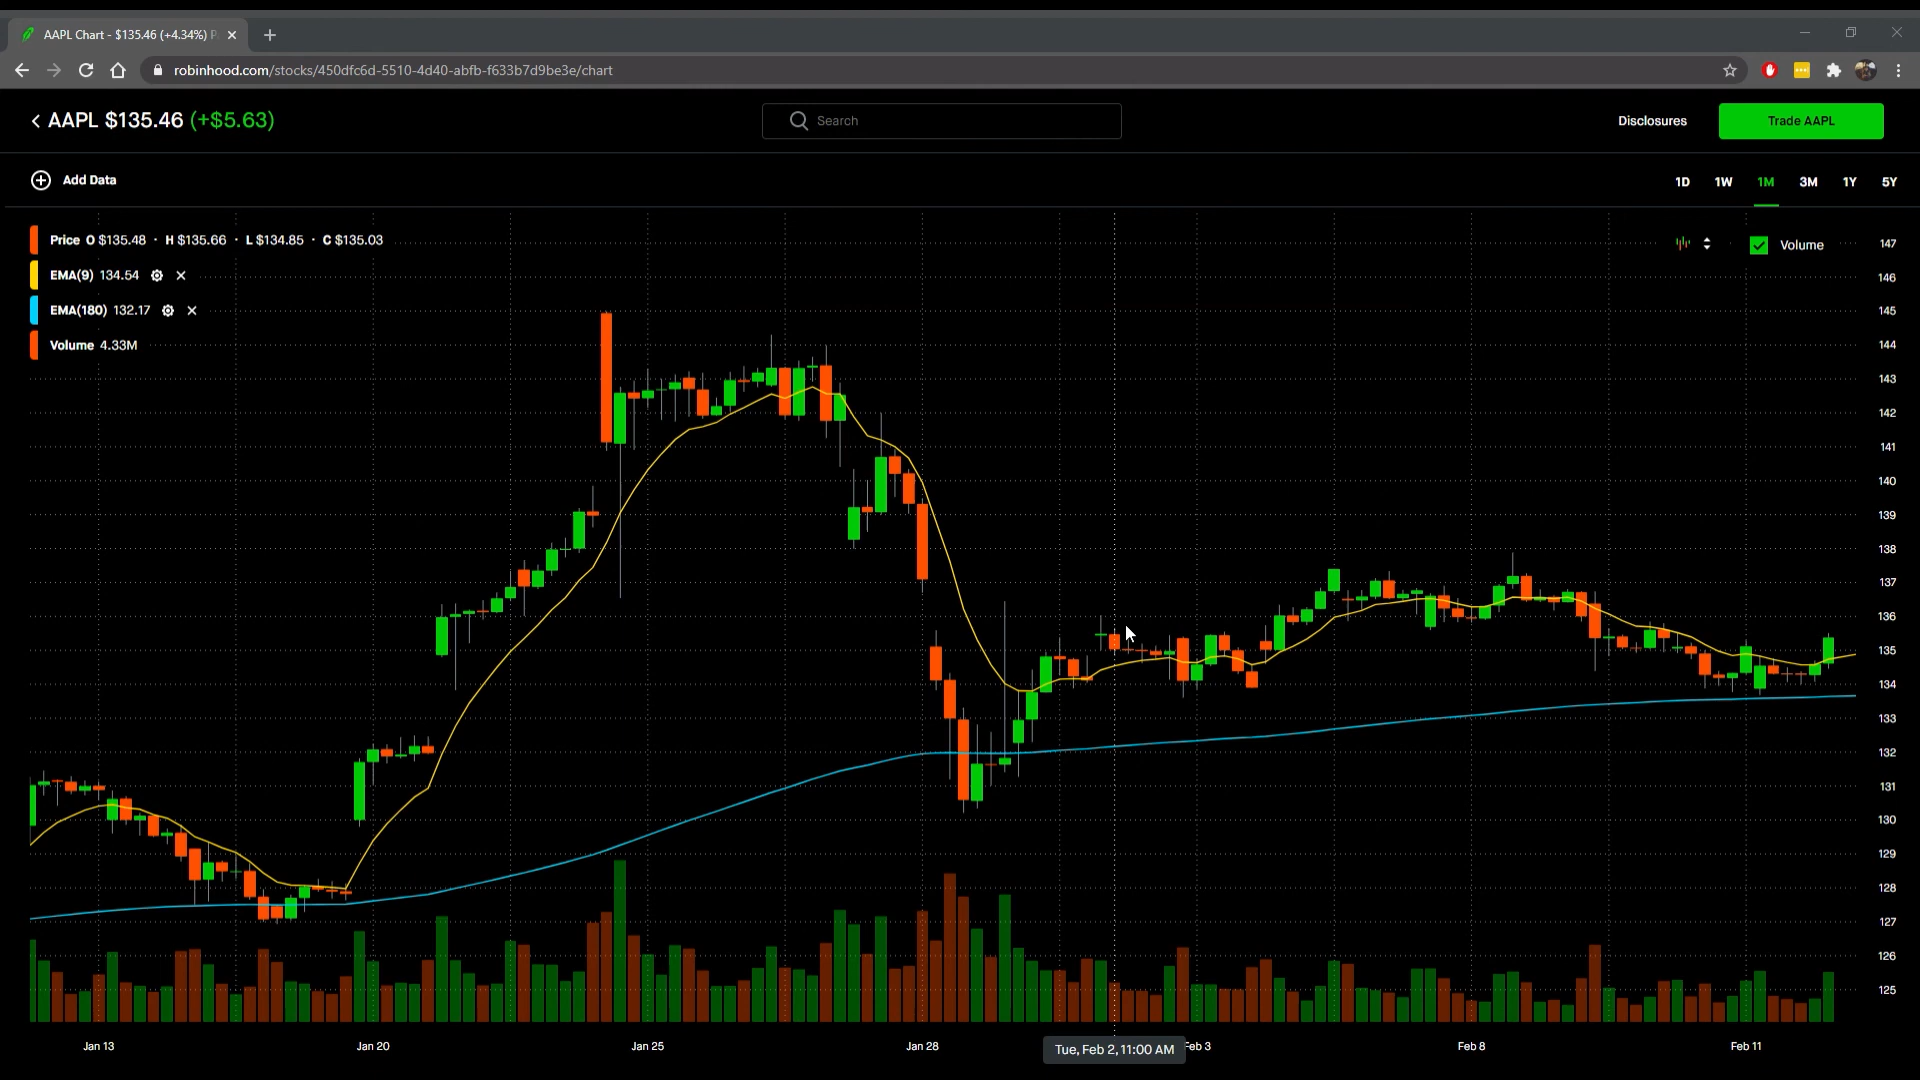 AAPL Chart - $135.46 (+4.34%)
robinhood.com/stocks/450dfc6d-5510-4d40-abfb-f633b7d9be3e/chart
AAPL $135.46 (+$5.63)
Search
Disclosures
Trade AAPL
Add Data
1D 1W 1M 3M 1Y 5Y
Price O $135.48 · H $135.66 · L $134.85 · C $135.03
Volume
EMA(9) 134.54
EMA(180) 132.17
Volume 4.33M
147
146
145
144
143
142
141
140
139
138
137
136
135
134
133
132
131
130
129
128
127
126
125
Jan 13 Jan 20 Jan 25 Jan 28 Tue, Feb 2, 11:00 AM Feb 3 Feb 8 Feb 11